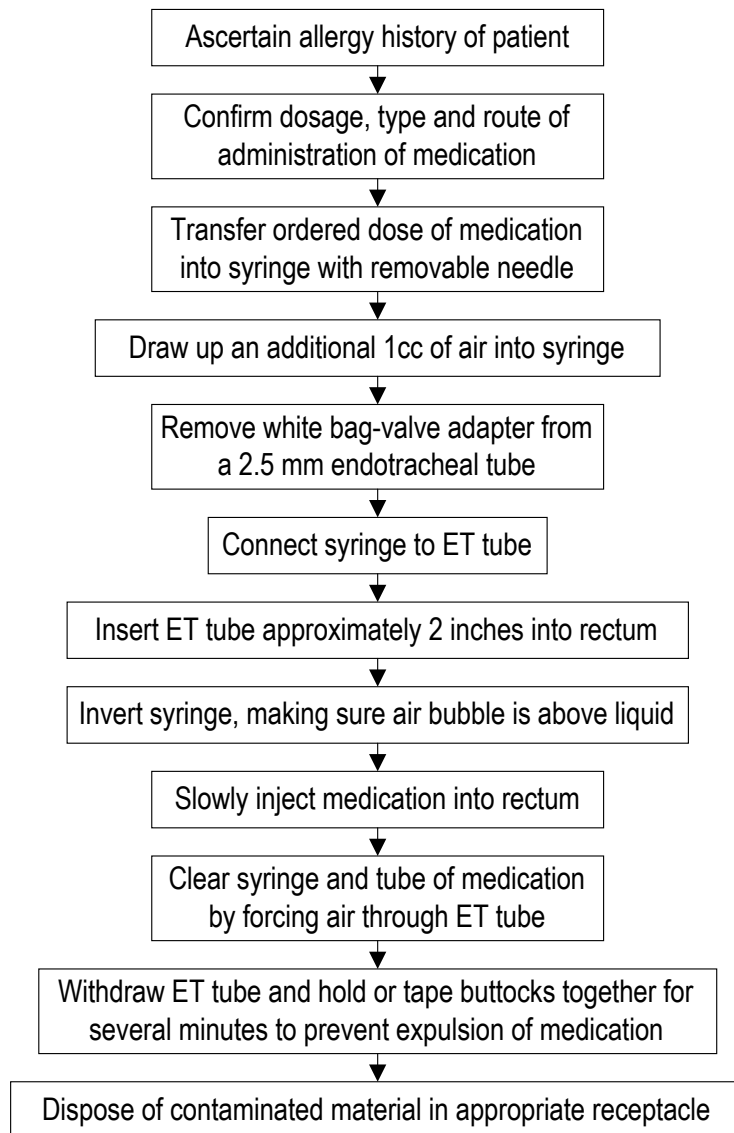 Ascertain allergy history of patient
Confirm dosage, type and route of
administration of medication
Transfer ordered dose of medication
into syringe with removable needle
Draw up an additional 1cc of air into syringe
Remove white bag-valve adapter from
a 2.5 mm endotracheal tube
Connect syringe to ET tube
Insert ET tube approximately 2 inches into rectum
Invert syringe, making sure air bubble is above liquid
Slowly inject medication into rectum
Clear syringe and tube of medication
by forcing air through ET tube
Withdraw ET tube and hold or tape buttocks together for
several minutes to prevent expulsion of medication
Dispose of contaminated material in appropriate receptacle